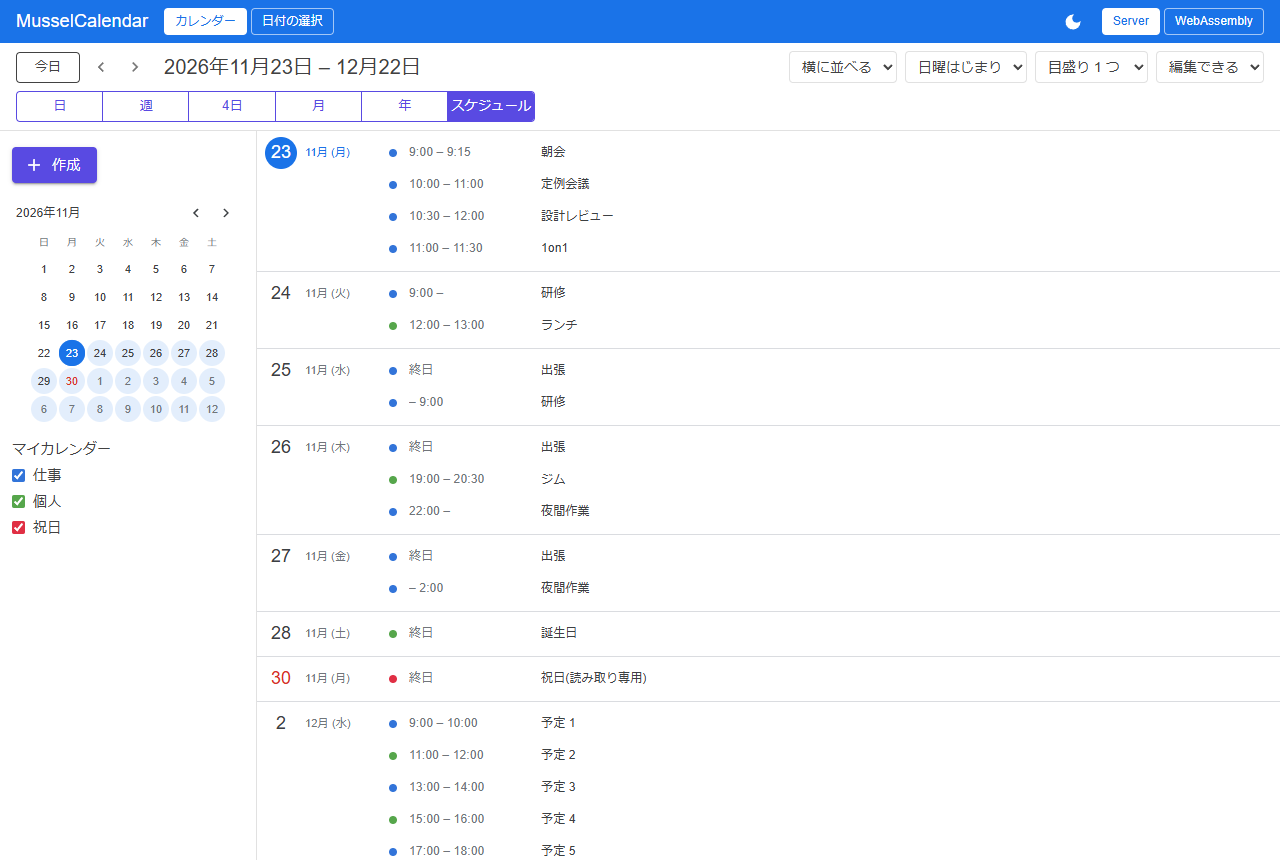 MusselCalendar カレンダー 日付の選択 Server WebAssembly
今日 2026年11月23日 – 12月22日 横に並べる 日曜はじまり 目盛り 1 つ 編集できる
日 週 4日 月 年 スケジュール
作成
2026年11月
日 月 火 水 木 金 土
1 2 3 4 5 6 7
8 9 10 11 12 13 14
15 16 17 18 19 20 21
22 23 24 25 26 27 28
29 30 1 2 3 4 5
6 7 8 9 10 11 12
マイカレンダー
仕事
個人
祝日
23 11月 (月) 9:00 – 9:15 朝会
10:00 – 11:00 定例会議
10:30 – 12:00 設計レビュー
11:00 – 11:30 1on1
24 11月 (火) 9:00 – 研修
12:00 – 13:00 ランチ
25 11月 (水) 終日 出張
– 9:00 研修
26 11月 (木) 終日 出張
19:00 – 20:30 ジム
22:00 – 夜間作業
27 11月 (金) 終日 出張
– 2:00 夜間作業
28 11月 (土) 終日 誕生日
30 11月 (月) 終日 祝日(読み取り専用)
2 12月 (水) 9:00 – 10:00 予定 1
11:00 – 12:00 予定 2
13:00 – 14:00 予定 3
15:00 – 16:00 予定 4
17:00 – 18:00 予定 5